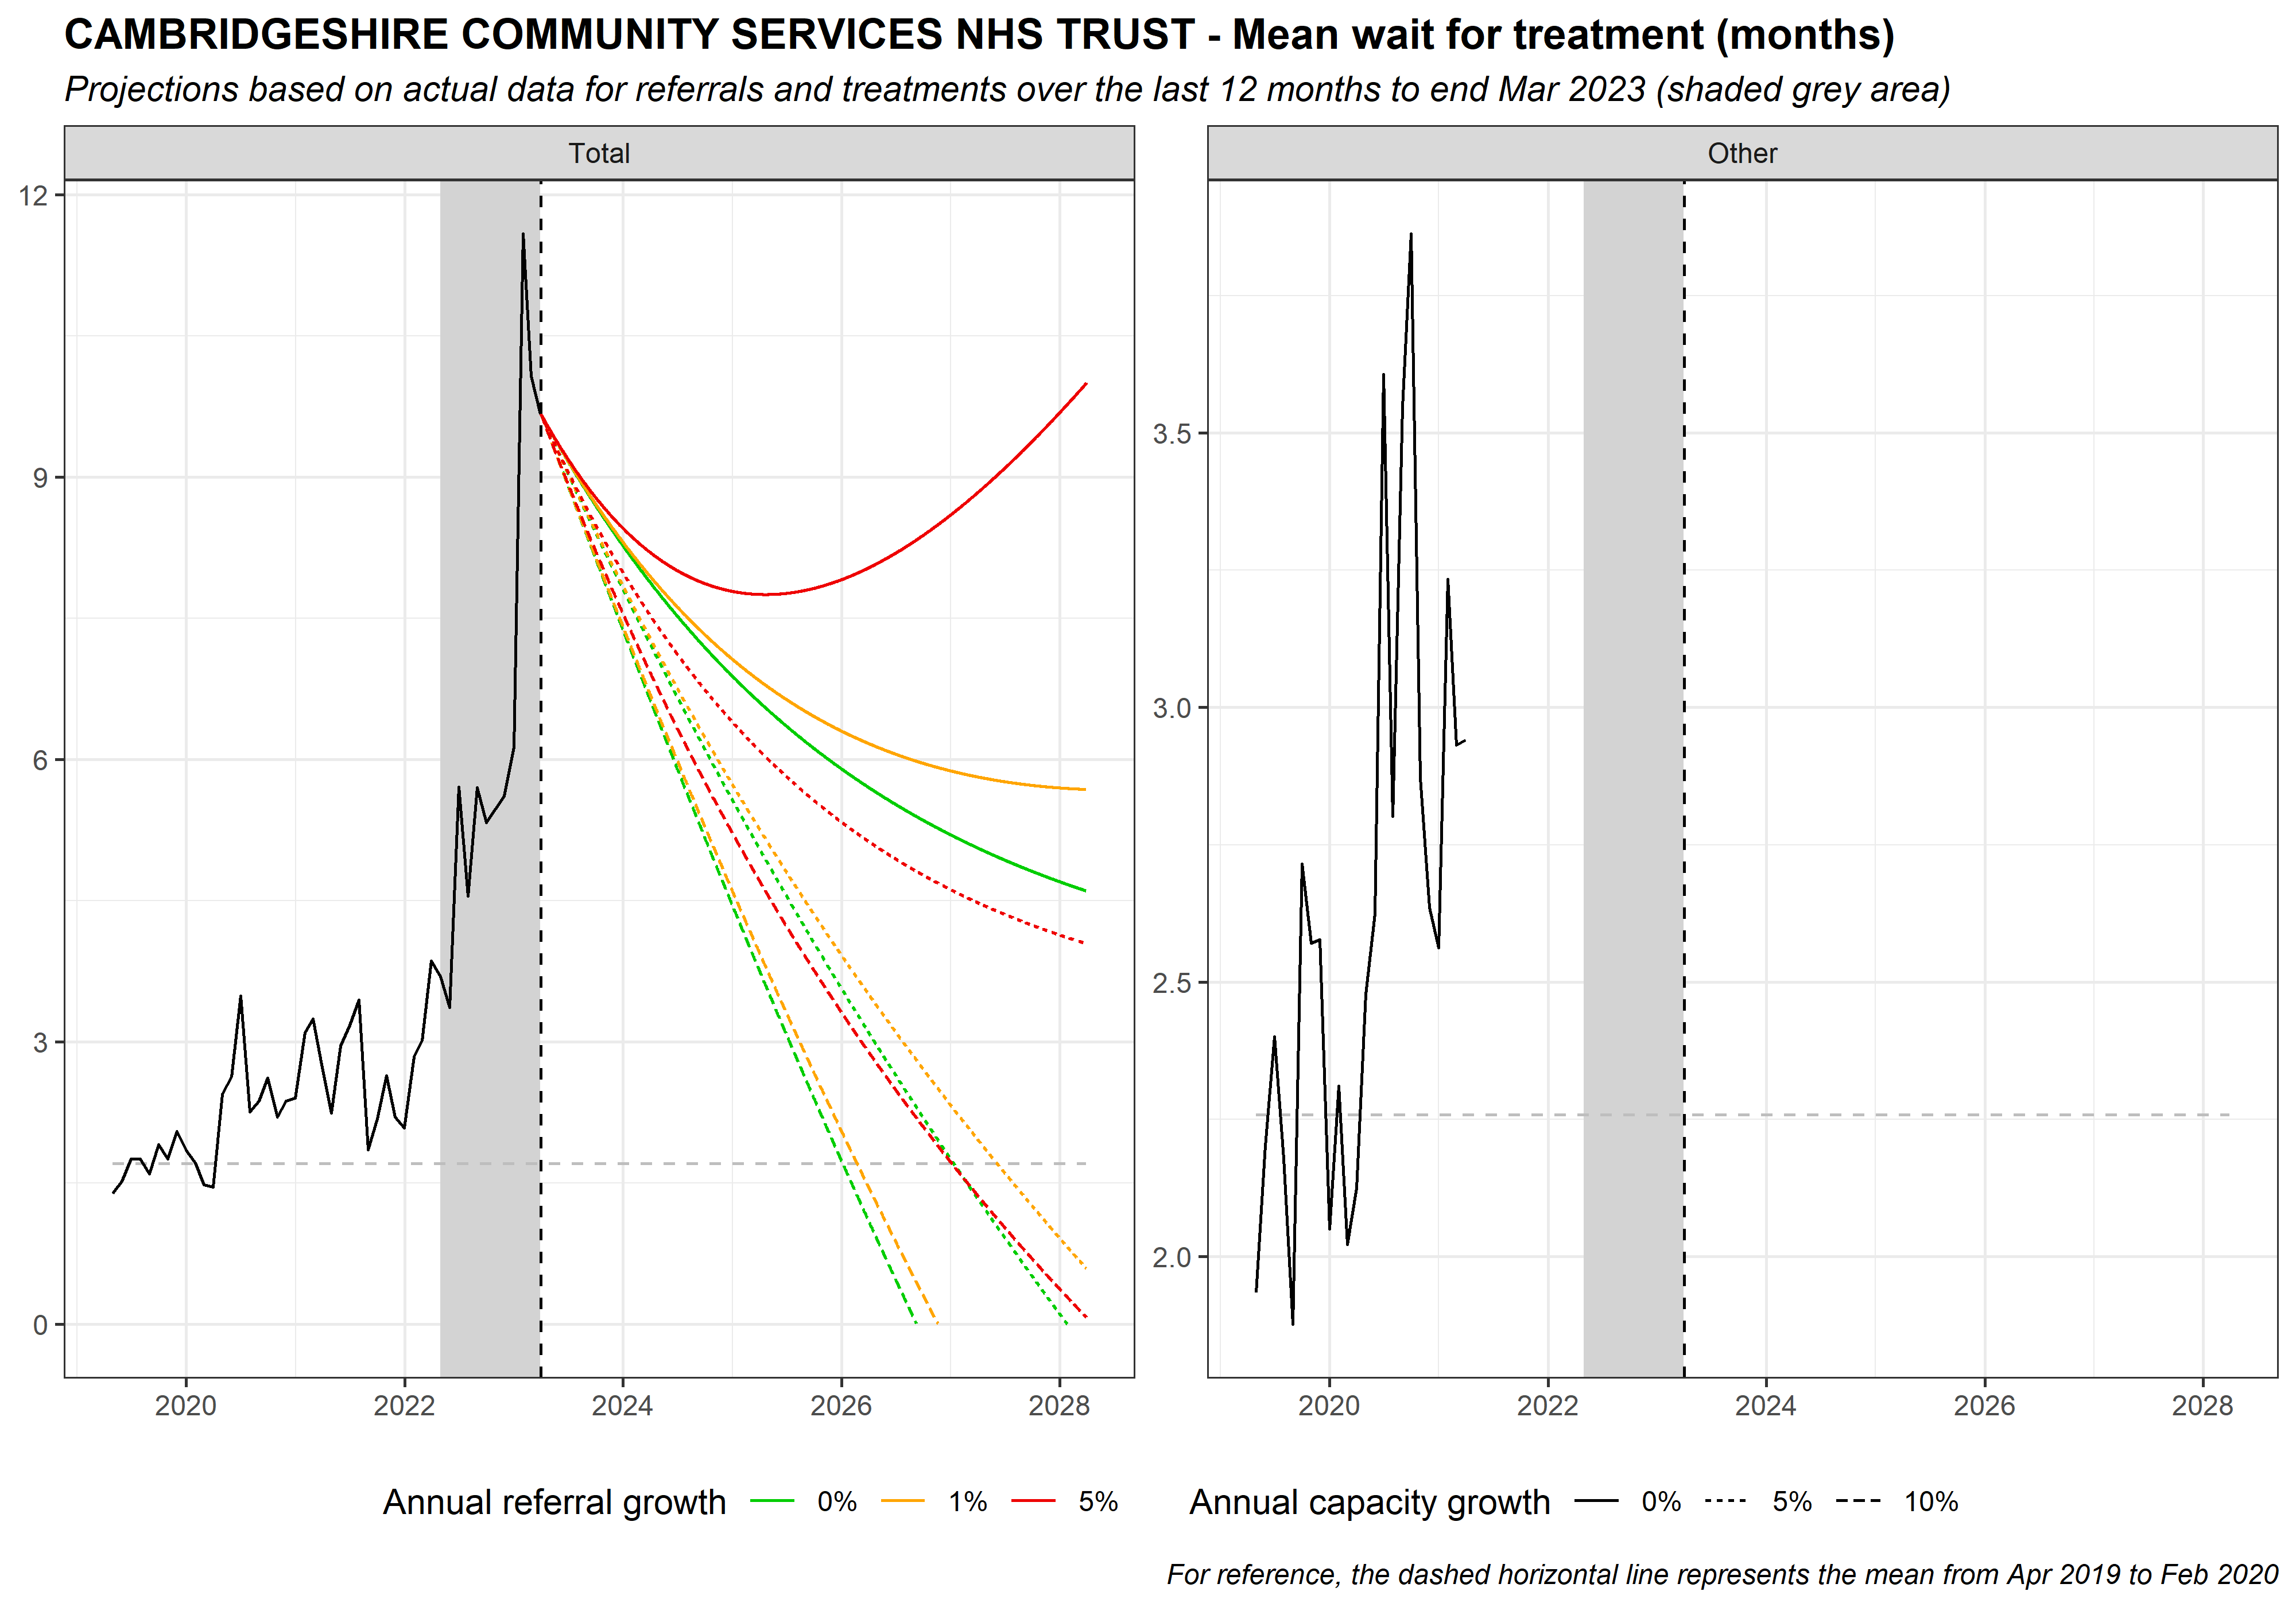 CAMBRIDGESHIRE COMMUNITY SERVICES NHS TRUST - Mean wait for treatment (months)
Projections based on actual data for referrals and treatments over the last 12 months to end Mar 2023 (shaded grey area)
Total
12
9
6
3
0
2020 2022 2024 2026 2028
Other
3.5
3.0
2.5
2.0
2020 2022 2024 2026 2028
Annual referral growth 0% 1% 5%
Annual capacity growth 0% 5% 10%
For reference, the dashed horizontal line represents the mean from Apr 2019 to Feb 2020